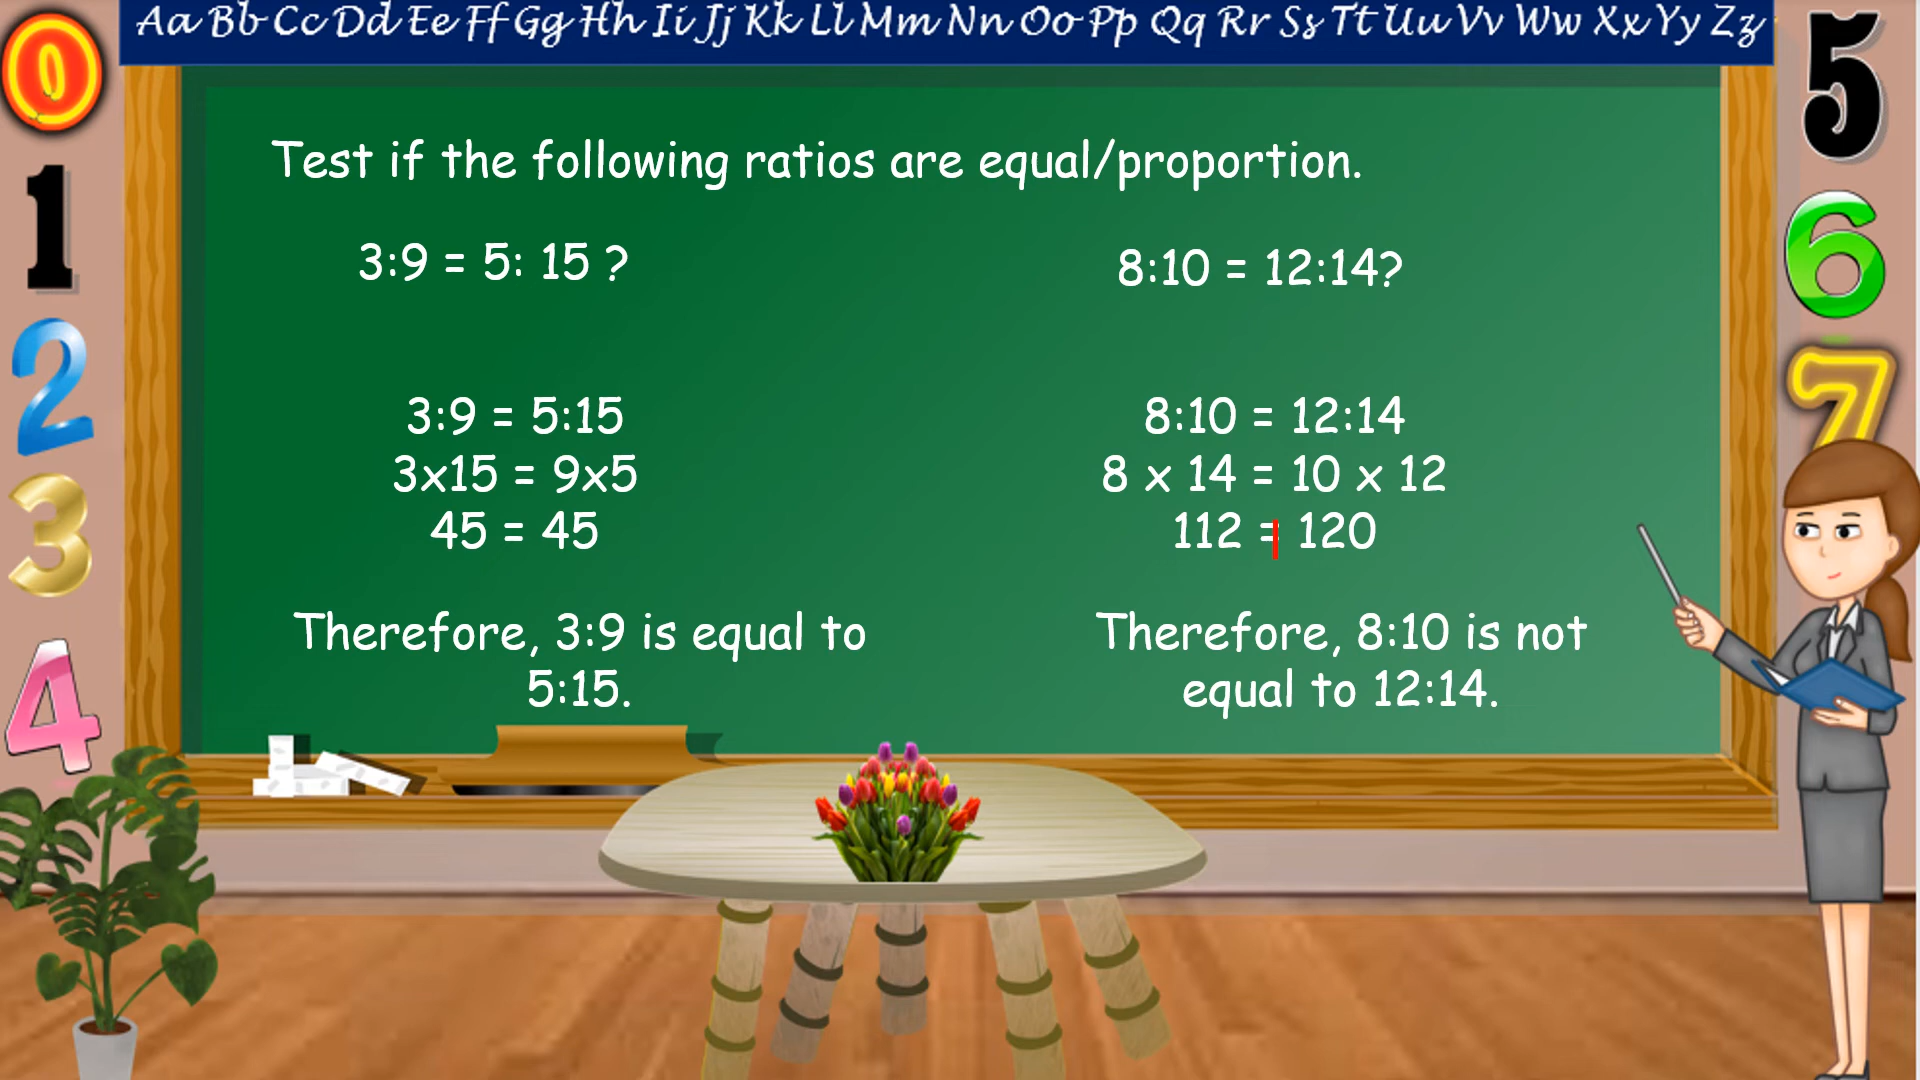 Aa Bb Cc Dd Ee Ff Gg Hh Ii Jj Kk Ll Mm Nn Oo Pp Qq Rr Ss Tt Uu Vv Ww Xx Yy Zz
0
1
2
3
4
Test if the following ratios are equal/proportion.
3:9 = 5: 15 ?
3:9 = 5:15
3x15 = 9x5
45 = 45
Therefore, 3:9 is equal to
5:15.
8:10 = 12:14?
8:10 = 12:14
8 x 14 = 10 x 12
112 ≠ 120
Therefore, 8:10 is not
equal to 12:14.
5
6
7